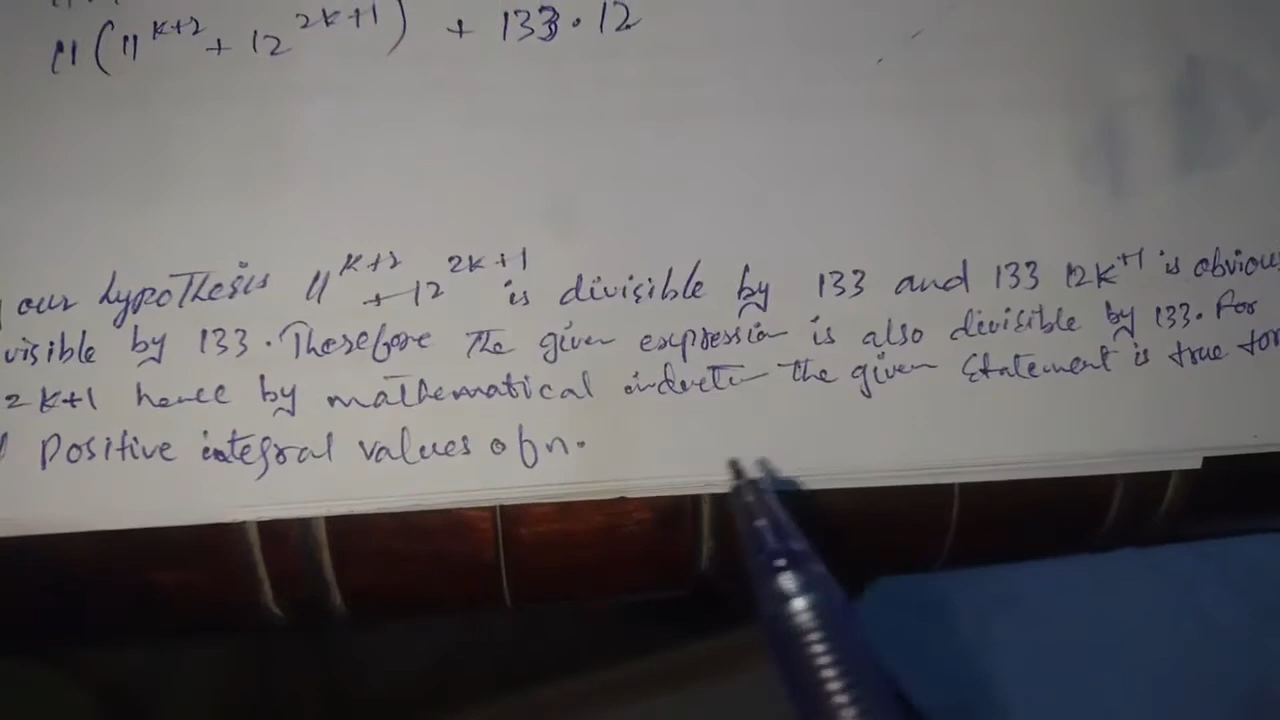 11(11^{k+2} + 12^{2k+1}) + 133.12
our hypothesis 11^{k+2} + 12^{2k+1} is divisible by 133 and 133 12k^{+1} is obviou
visible by 133. Therefore the given expression is also divisible by 133. For
2k+1 hence by mathematical the given statement is true for
Positive integral values of n.